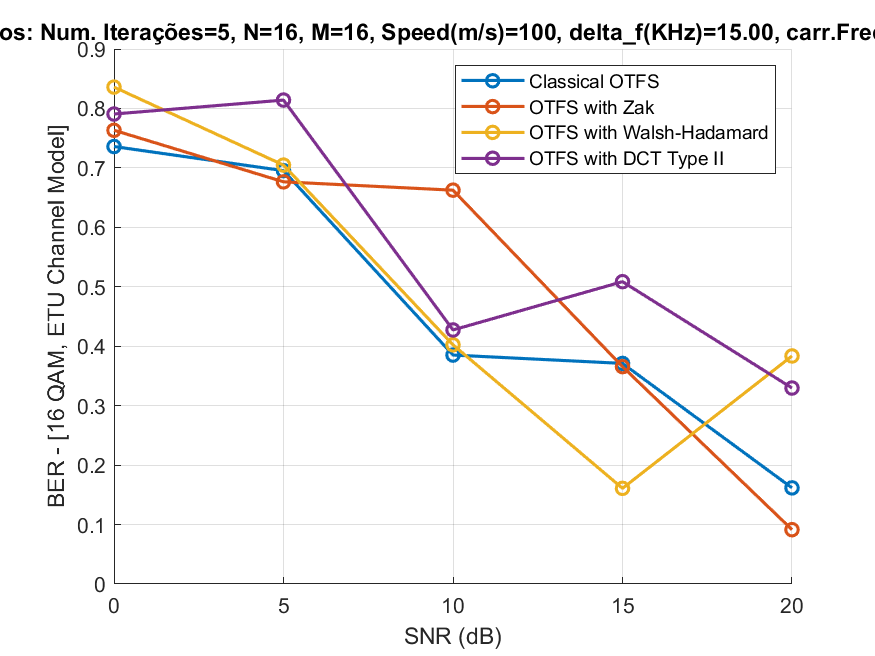 os: Num. Iterações=5, N=16, M=16, Speed(m/s)=100, delta_f(KHz)=15.00, carr.Fre
Classical OTFS
OTFS with Zak
OTFS with Walsh-Hadamard
OTFS with DCT Type II
BER - [16 QAM, ETU Channel Model]
0.9
0.8
0.7
0.6
0.5
0.4
0.3
0.2
0.1
0
0 5 10 15 20
SNR (dB)